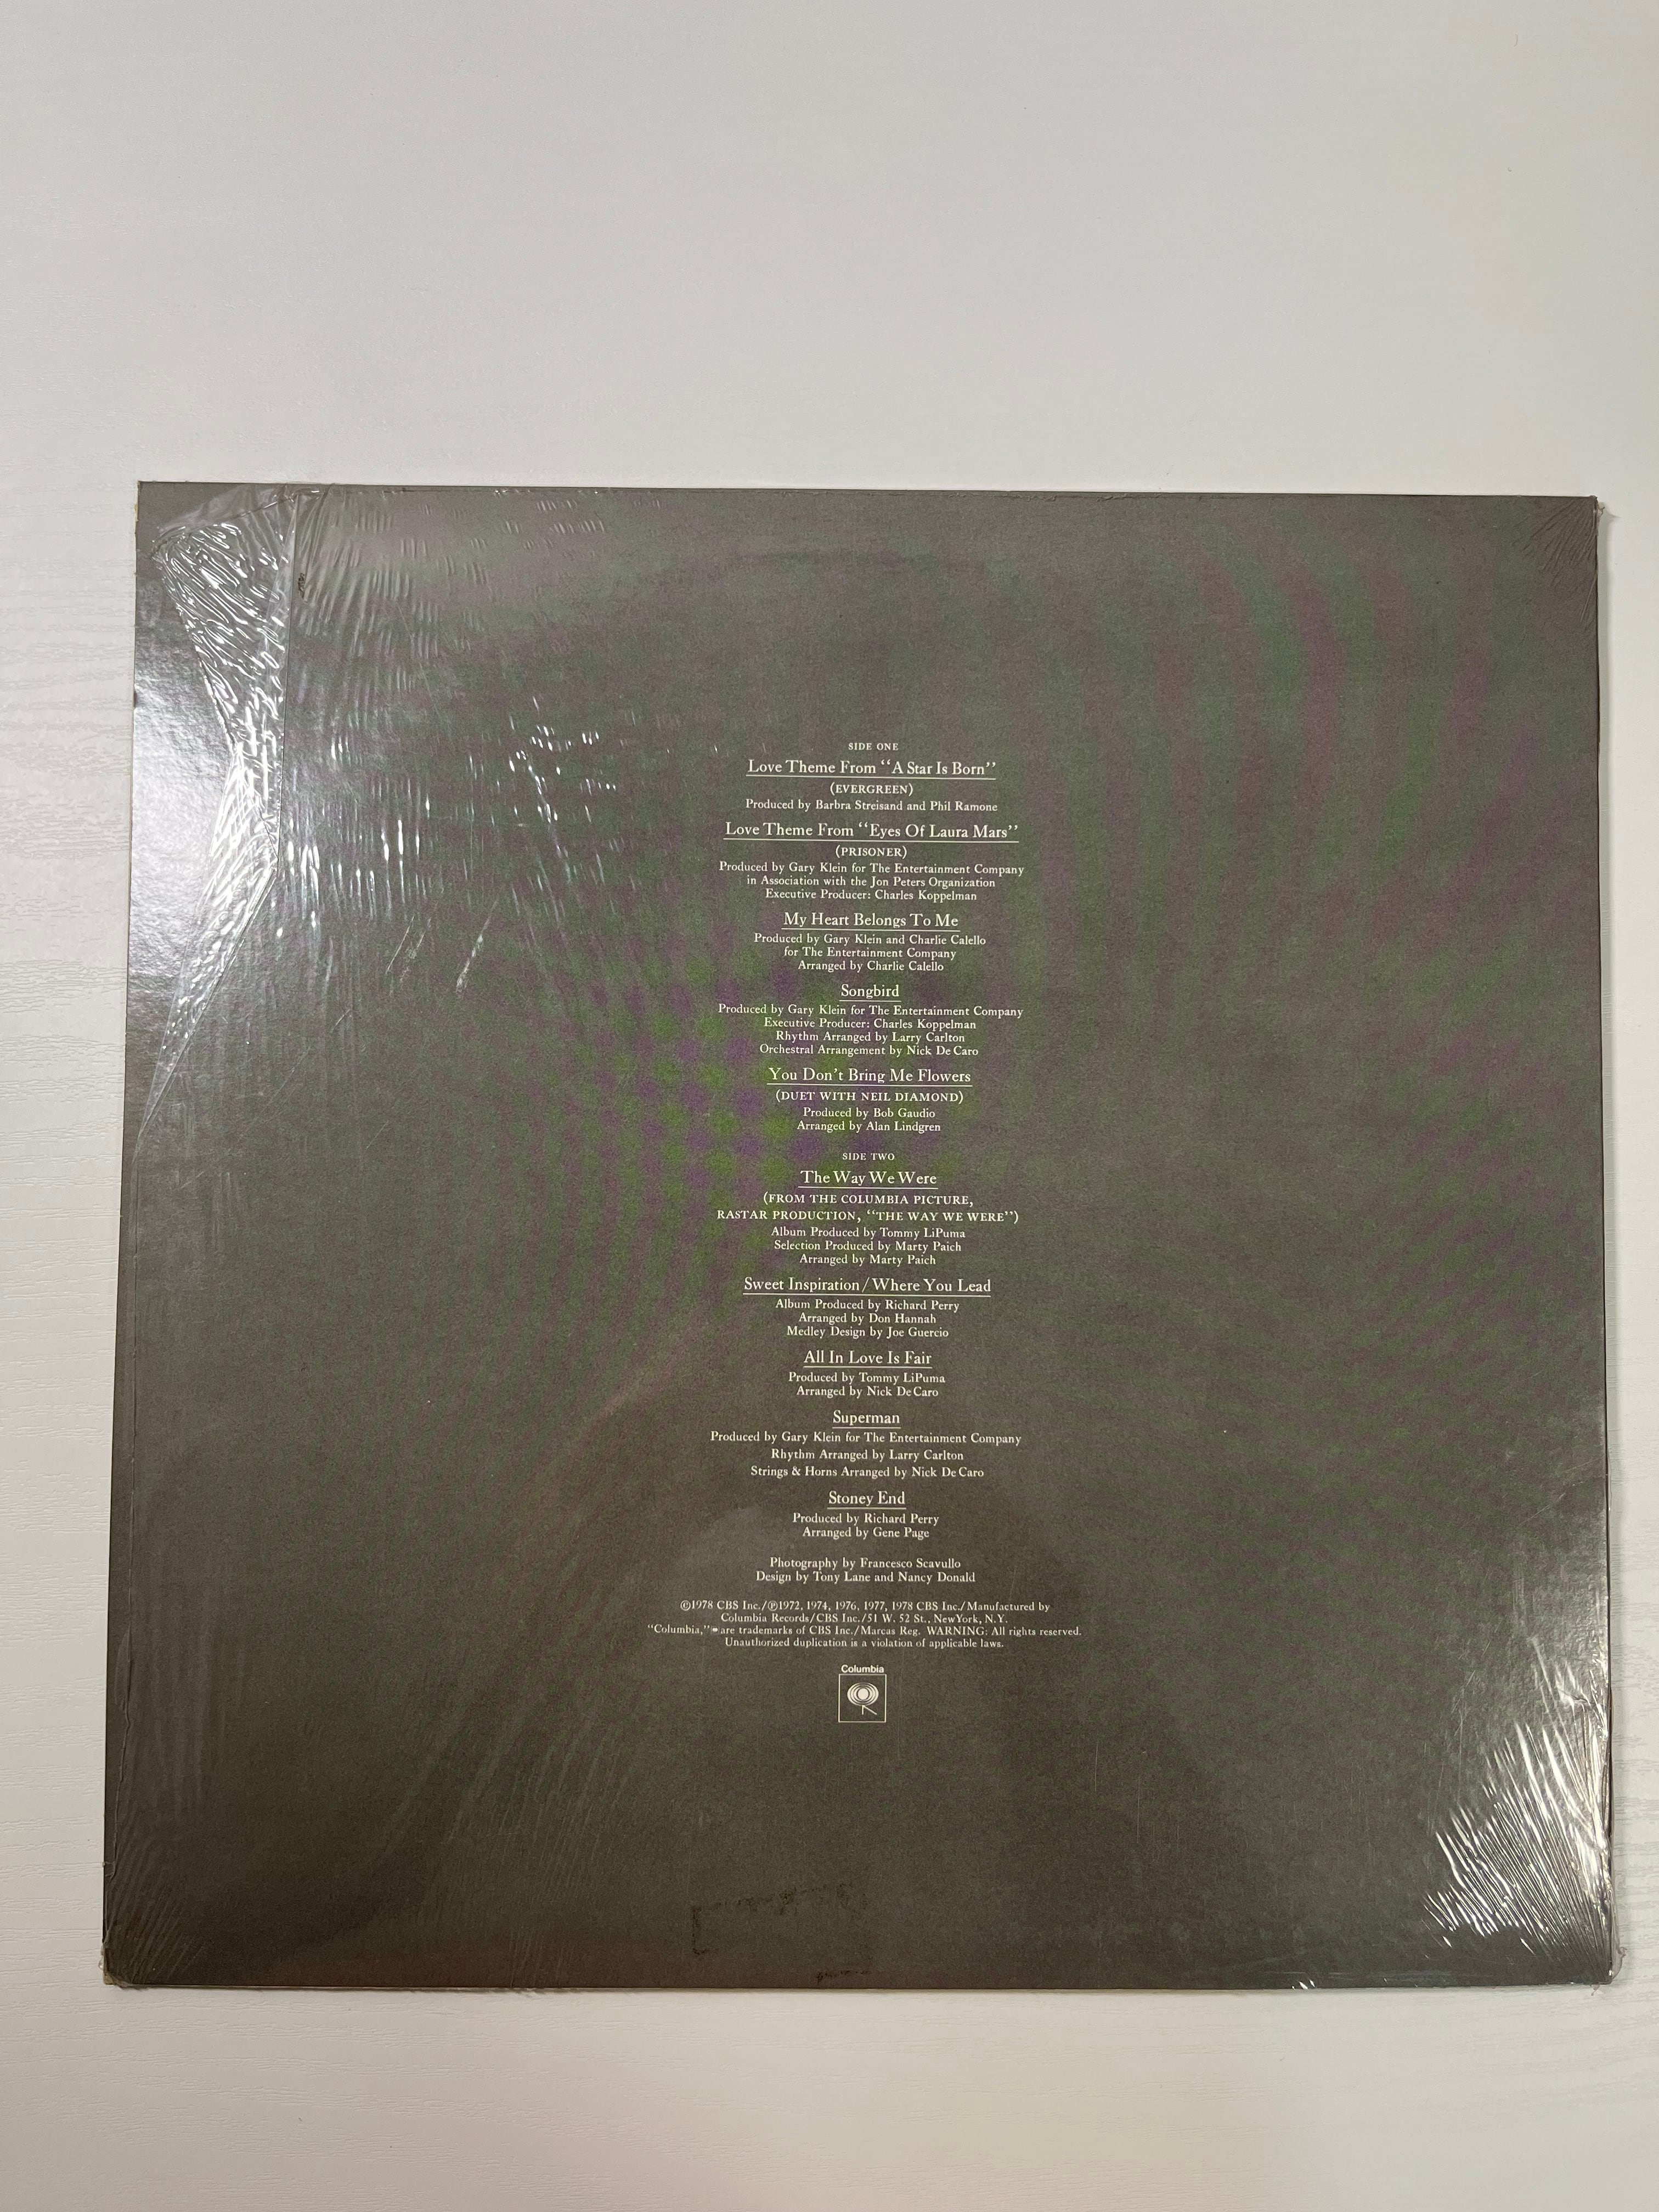 SIDE ONE
Love Theme From “A Star Is Born”
(EVERGREEN)
Produced by Barbra Streisand and Phil Ramone
Love Theme From “Eyes Of Laura Mars”
(PRISONER)
Produced by Gary Klein for The Entertainment Company
in Association with the Jon Peters Organization
Executive Producer: Charles Koppelman
My Heart Belongs To Me
Produced by Gary Klein and Charlie Calello
for The Entertainment Company
Arranged by Charlie Calello
Songbird
Produced by Gary Klein for The Entertainment Company
Executive Producer: Charles Koppelman
Rhythm Arranged by Larry Carlton
Orchestral Arrangement by Nick De Caro
You Don’t Bring Me Flowers
(DUET WITH NEIL DIAMOND)
Produced by Bob Gaudio
Arranged by Alan Lindgren
SIDE TWO
The Way We Were
(FROM THE COLUMBIA PICTURE,
RASTAR PRODUCTION, “THE WAY WE WERE”)
Album Produced by Tommy LiPuma
Selection Produced by Marty Paich
Arranged by Marty Paich
Sweet Inspiration/Where You Lead
Album Produced by Richard Perry
Arranged by Don Hannah
Medley Design by Joe Guercio
All In Love Is Fair
Produced by Tommy LiPuma
Arranged by Nick De Caro
Superman
Produced by Gary Klein for The Entertainment Company
Rhythm Arranged by Larry Carlton
Strings & Horns Arranged by Nick De Caro
Stoney End
Produced by Richard Perry
Arranged by Gene Page
Photography by Francesco Scavullo
Design by Tony Lane and Nancy Donald
©1978 CBS Inc./℗1972, 1974, 1976, 1977, 1978 CBS Inc./Manufactured by
Columbia Records/CBS Inc./51 W. 52 St., New York, N.Y.
“Columbia,” are trademarks of CBS Inc./Marcas Reg. WARNING: All rights reserved.
Unauthorized duplication is a violation of applicable laws.
Columbia